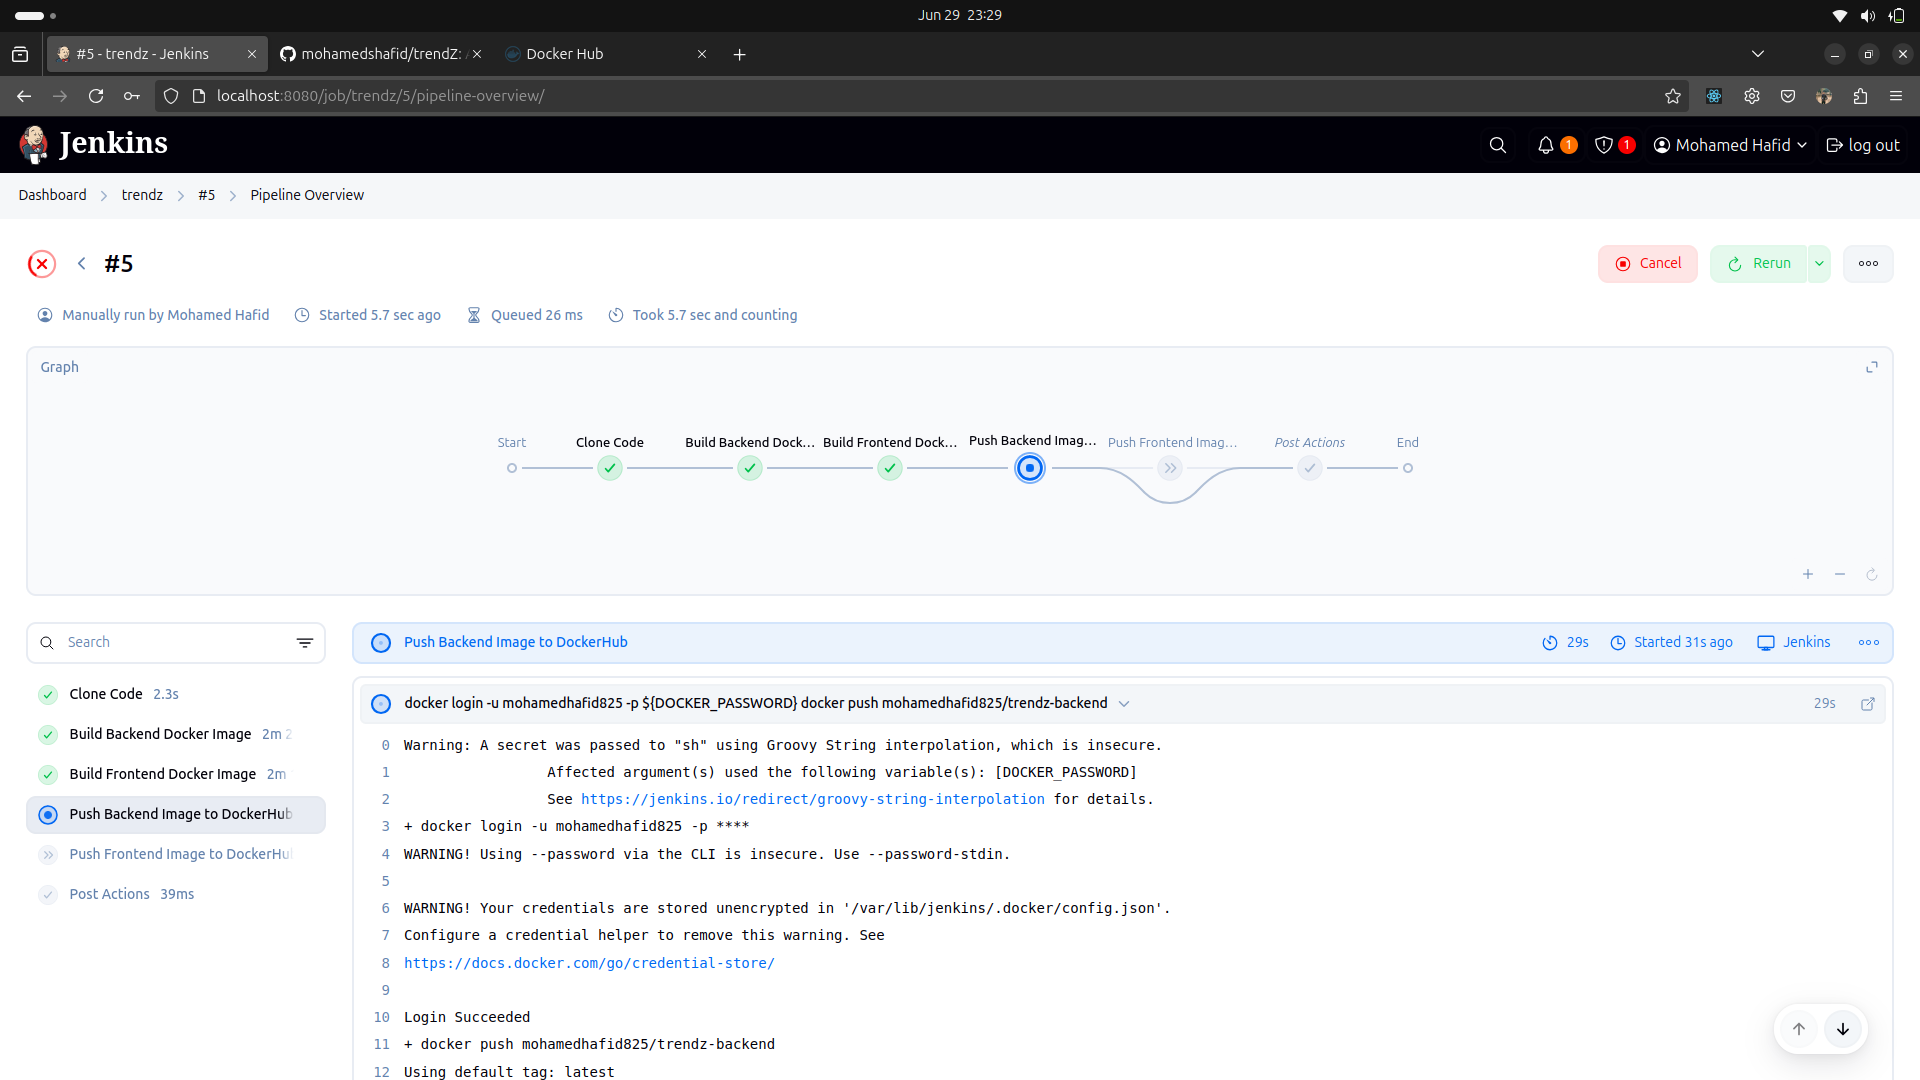 Jun 29 23:29
#5 - trendz - Jenkins
mohamedshafid/trendZ:
Docker Hub
localhost:8080/job/trendz/5/pipeline-overview/
Jenkins
1
1
Mohamed Hafid
log out
Dashboard
trendz
#5
Pipeline Overview
#5
Cancel
Rerun
Manually run by Mohamed Hafid
Started 5.7 sec ago
Queued 26 ms
Took 5.7 sec and counting
Graph
Start
Clone Code
Build Backend Dock...
Build Frontend Dock...
Push Backend Imag...
Push Frontend Imag...
Post Actions
End
Search
Clone Code 2.3s
Build Backend Docker Image 2m
Build Frontend Docker Image 2m
Push Backend Image to DockerHub
Push Frontend Image to DockerHu
Post Actions 39ms
Push Backend Image to DockerHub
29s
Started 31s ago
Jenkins
docker login -u mohamedhafid825 -p ${DOCKER_PASSWORD} docker push mohamedhafid825/trendz-backend
29s
0 Warning: A secret was passed to "sh" using Groovy String interpolation, which is insecure.
1 Affected argument(s) used the following variable(s): [DOCKER_PASSWORD]
2 See https://jenkins.io/redirect/groovy-string-interpolation for details.
3 + docker login -u mohamedhafid825 -p ****
4 WARNING! Using --password via the CLI is insecure. Use --password-stdin.
5
6 WARNING! Your credentials are stored unencrypted in '/var/lib/jenkins/.docker/config.json'.
7 Configure a credential helper to remove this warning. See
8 https://docs.docker.com/go/credential-store/
9
10 Login Succeeded
11 + docker push mohamedhafid825/trendz-backend
12 Using default tag: latest